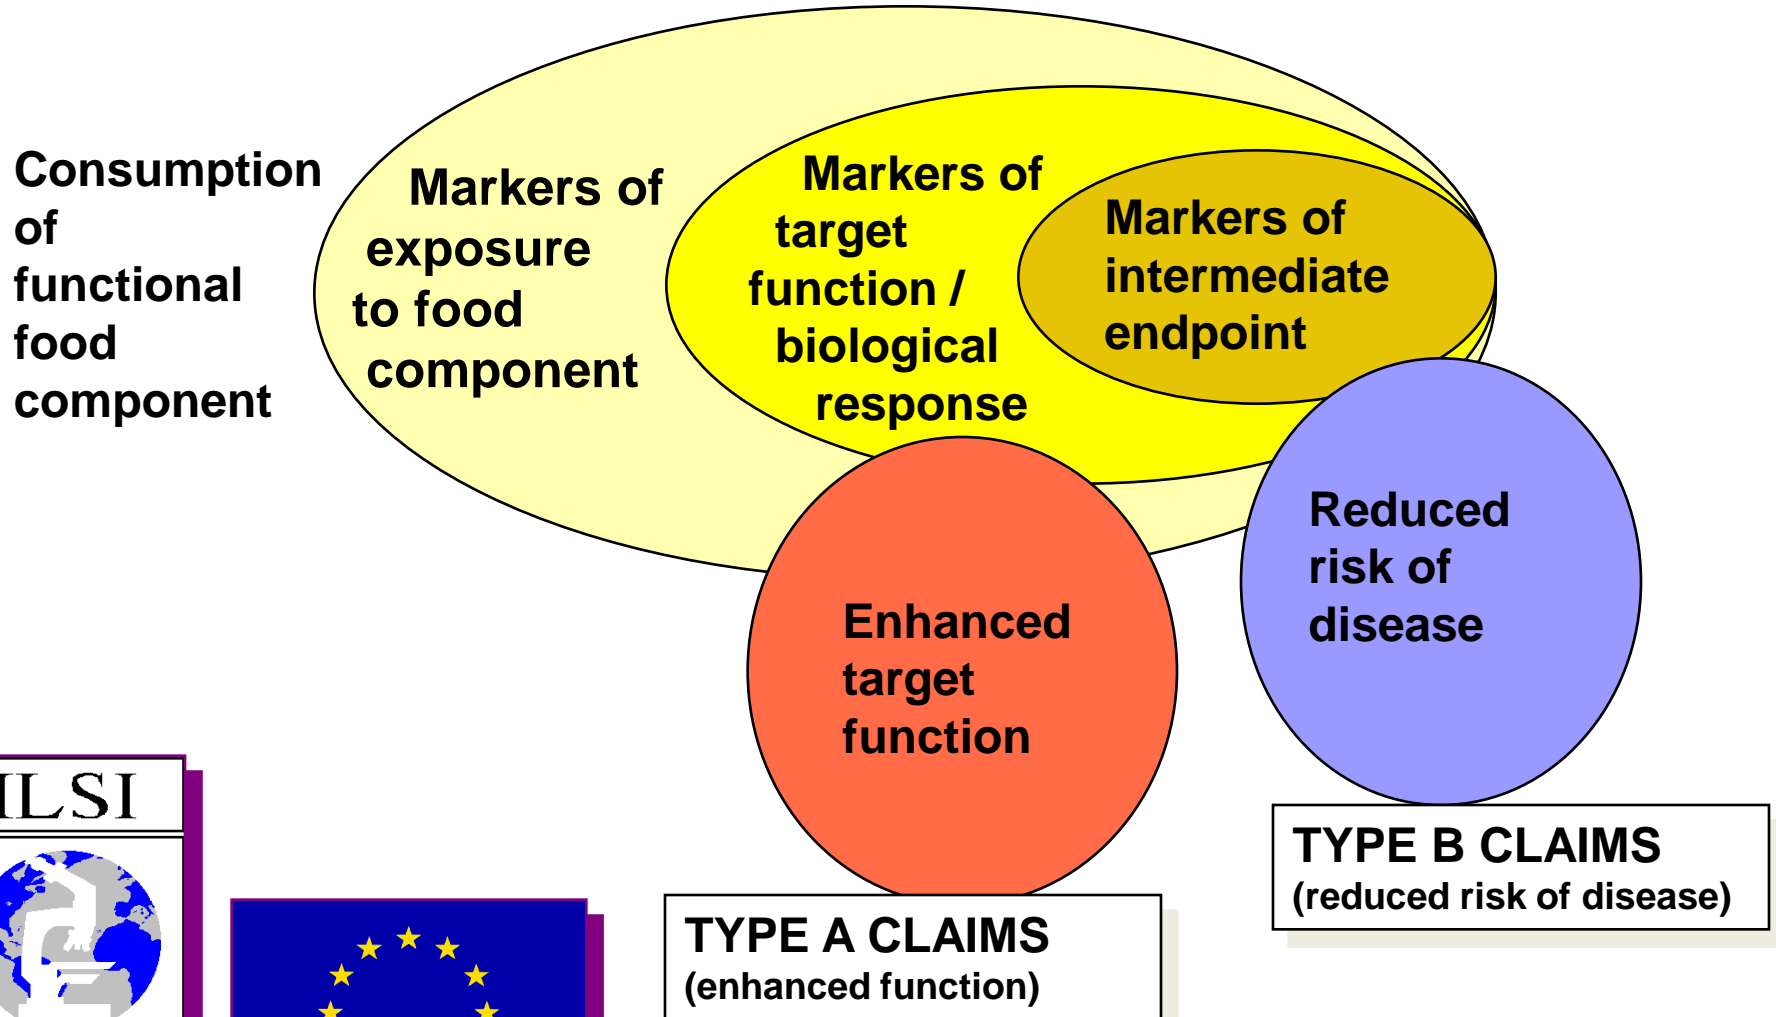 Consumption
of
functional
food
component
Markers of
exposure
to food
component
Markers of
target
function /
biological
response
Markers of
intermediate
endpoint
Enhanced
target
function
Reduced
risk of
disease
TYPE A CLAIMS
(enhanced function)
TYPE B CLAIMS
(reduced risk of disease)
ILSI